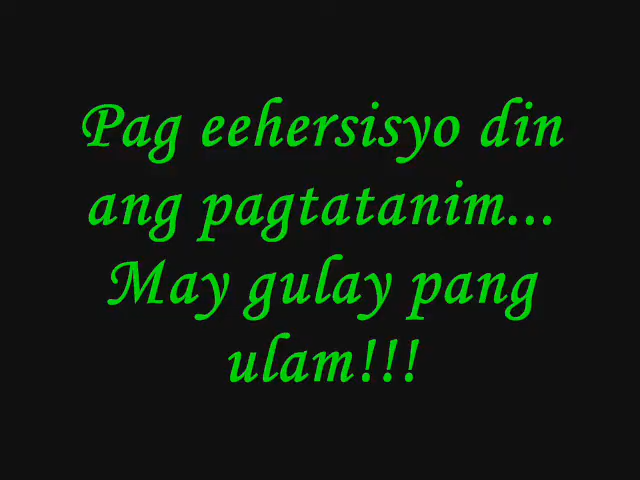 Pag eehersisyo din
ang pagtatanim...
May gulay pang
ulam!!!